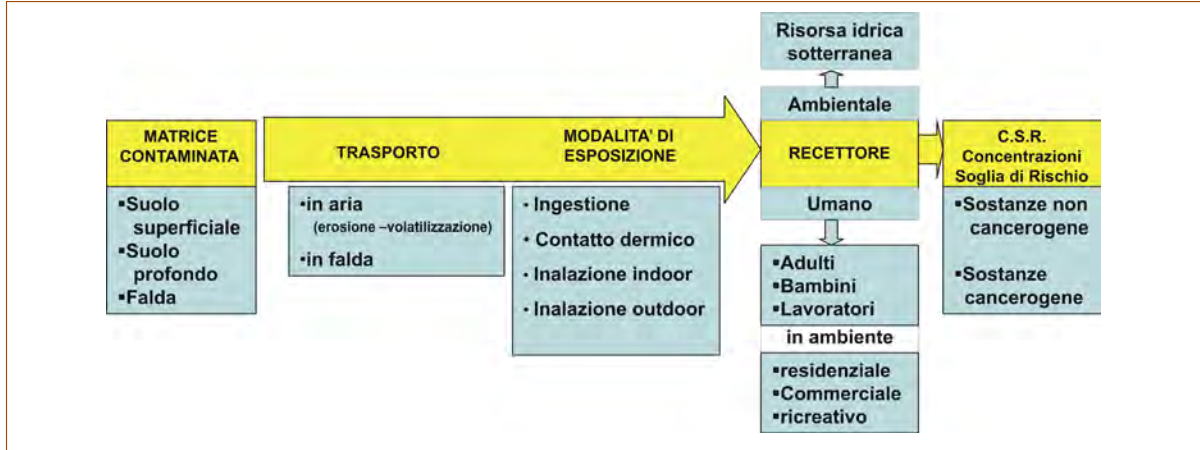 MATRICE
CONTAMINATA
▪Suolo
superficiale
▪Suolo
profondo
▪Falda
TRASPORTO
•in aria
(erosione –volatilizzazione)
•in falda
MODALITA' DI
ESPOSIZIONE
• Ingestione
• Contatto dermico
• Inalazione indoor
• Inalazione outdoor
Risorsa idrica
sotterranea
Ambientale
RECETTORE
Umano
▪Adulti
▪Bambini
▪Lavoratori
in ambiente
▪residenziale
▪Commerciale
▪ricreativo
C.S.R.
Concentrazioni
Soglia di Rischio
▪Sostanze non
cancerogene
▪Sostanze
cancerogene